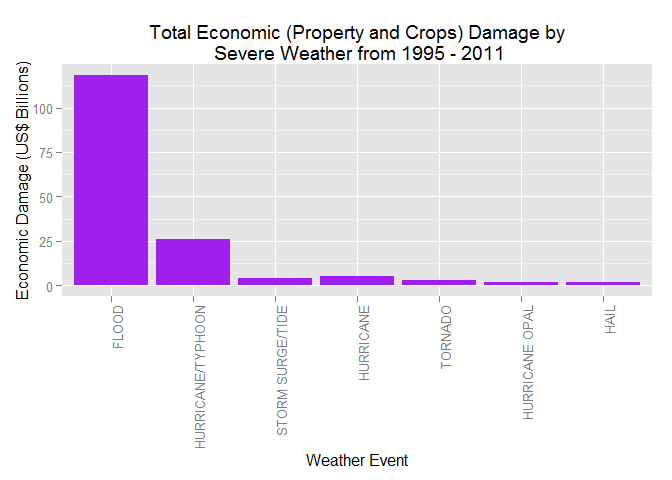 Total Economic (Property and Crops) Damage by
Severe Weather from 1995 - 2011
Economic Damage (US$ Billions)
100
75
50
25
0
FLOOD
HURRICANE/TYPHOON
STORM SURGE/TIDE
HURRICANE
TORNADO
HURRICANE OPAL
HAIL
Weather Event